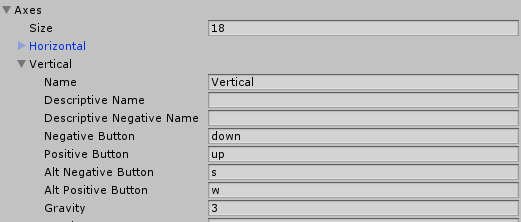 Axes
Size 18
Horizontal
Vertical
Name Vertical
Descriptive Name
Descriptive Negative Name
Negative Button down
Positive Button up
Alt Negative Button s
Alt Positive Button w
Gravity 3